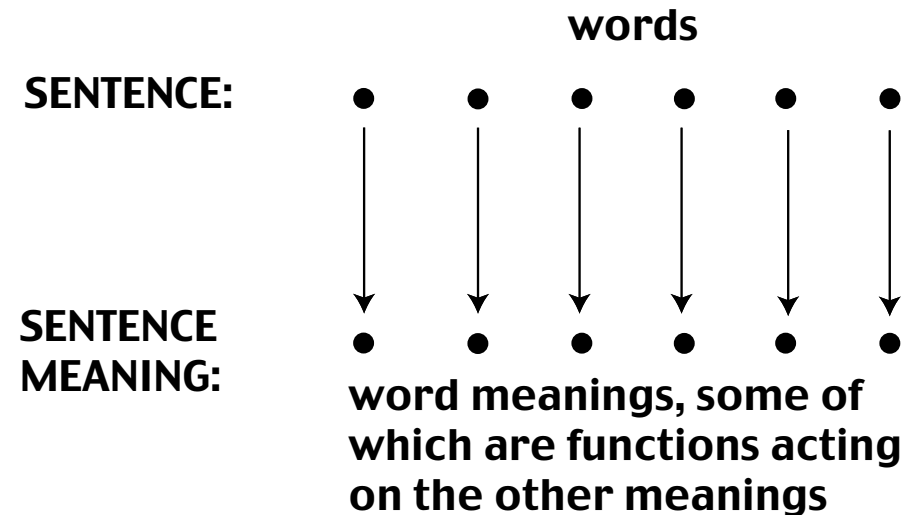 words
SENTENCE:
SENTENCE
MEANING:
word meanings, some of
which are functions acting
on the other meanings